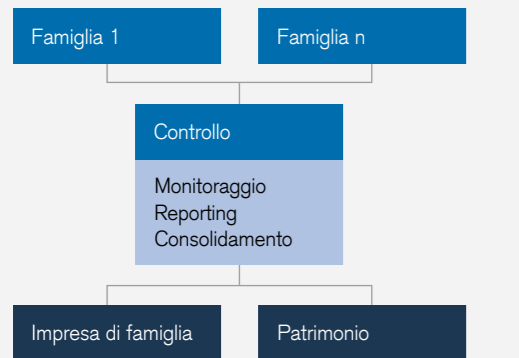 Famiglia 1
Famiglia n
Controllo
Monitoraggio
Reporting
Consolidamento
Impresa di famiglia
Patrimonio